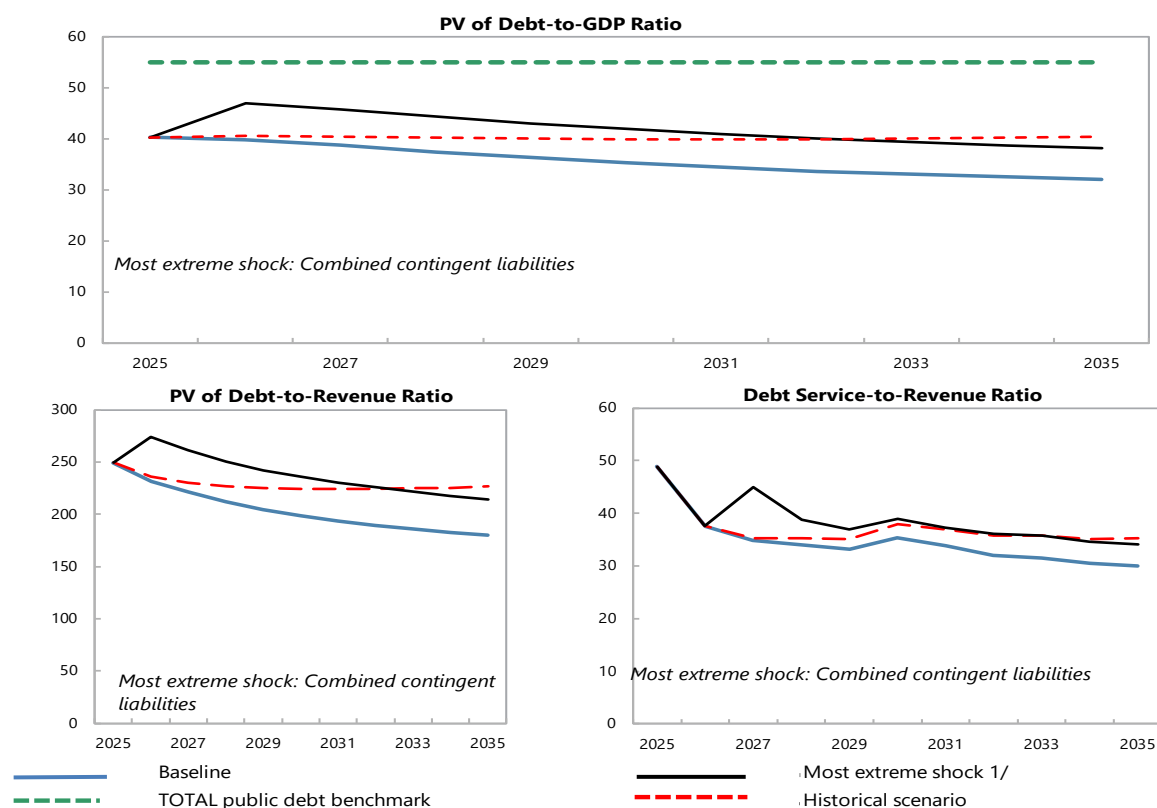 PV of Debt-to-GDP Ratio
60
50
40
30
20
10
0
Most extreme shock: Combined contingent liabilities
2025 2027 2029 2031 2033 2035
PV of Debt-to-Revenue Ratio
300
250
200
150
100
50
0
Most extreme shock: Combined contingent
liabilities
2025 2027 2029 2031 2033 2035
Debt Service-to-Revenue Ratio
60
50
40
30
20
10
0
Most extreme shock: Combined contingent liabilities
2025 2027 2029 2031 2033 2035
Baseline
Most extreme shock 1/
TOTAL public debt benchmark
Historical scenario